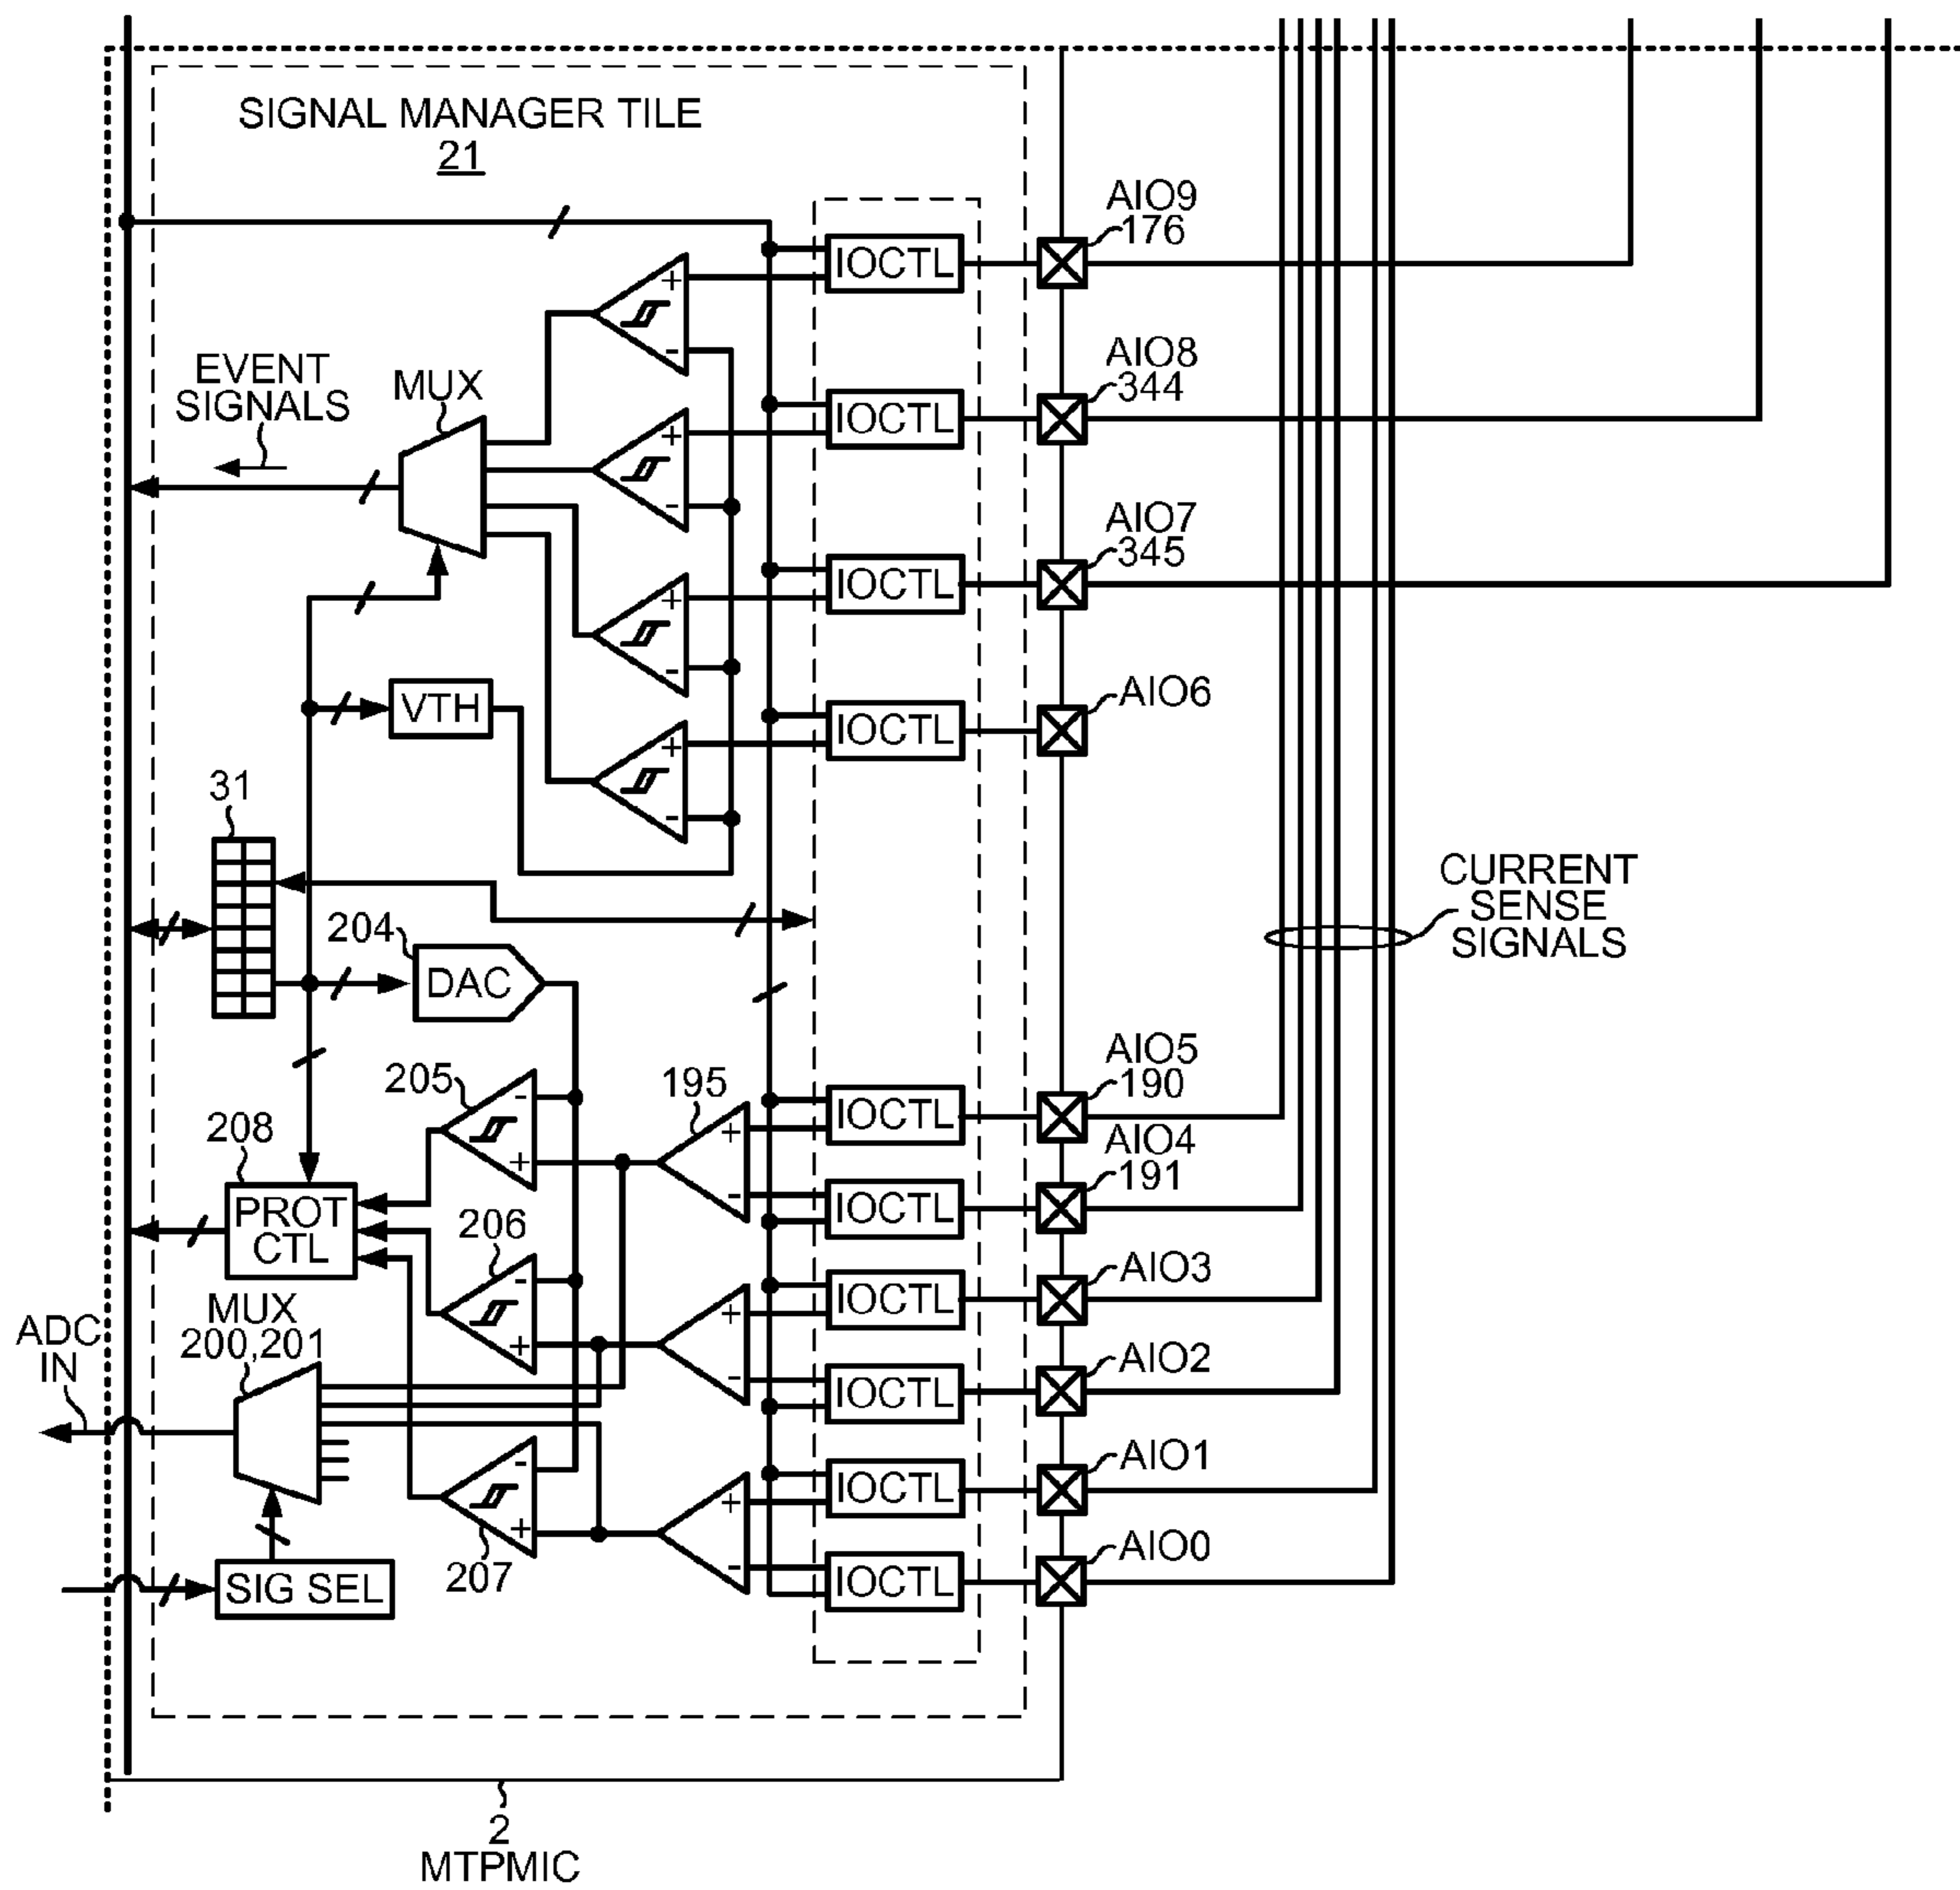 SIGNAL MANAGER TILE
21
AIO9
176
IOCTL
+
-
AIO8
344
IOCTL
EVENT
SIGNALS
MUX
+
-
AIO7
345
IOCTL
+
-
AIO6
IOCTL
VTH
+
-
31
CURRENT
SENSE
SIGNALS
204
DAC
AIO5
190
IOCTL
205
-
+
195
+
-
AIO4
191
IOCTL
208
PROT
CTL
206
-
+
AIO3
IOCTL
+
-
MUX
200,201
ADC
IN
AIO2
IOCTL
AIO1
IOCTL
-
+
207
+
-
AIO0
IOCTL
SIG SEL
2
MTPMIC